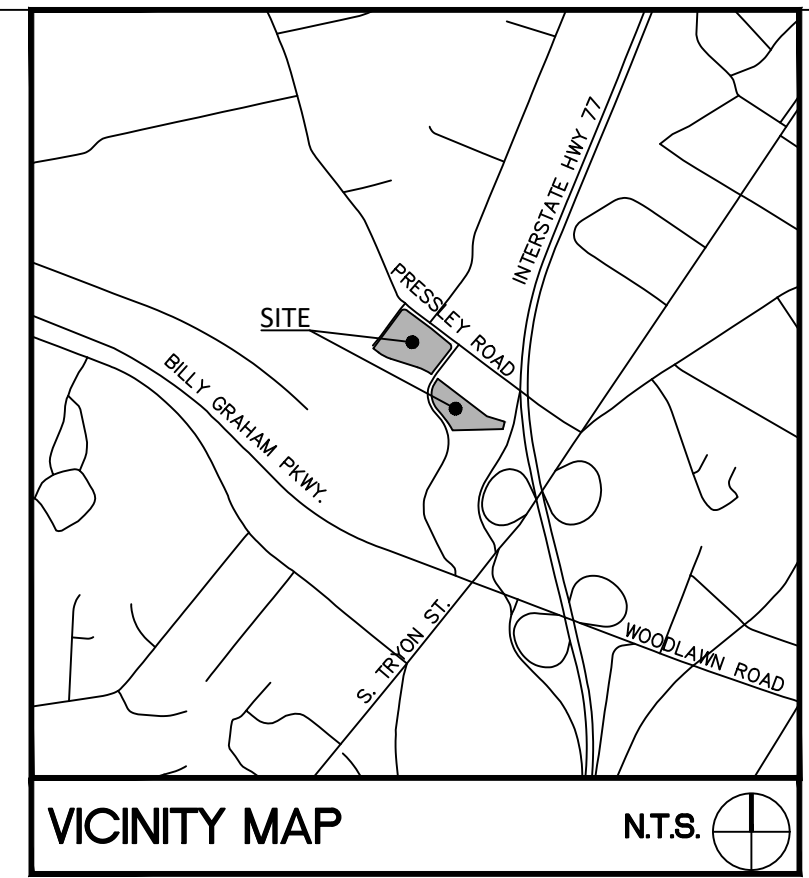 INTERSTATE HWY 77
PRESSLEY ROAD
SITE
BILLY GRAHAM PKWY.
S. TRYON ST.
WOODLAWN ROAD
VICINITY MAP
N.T.S.